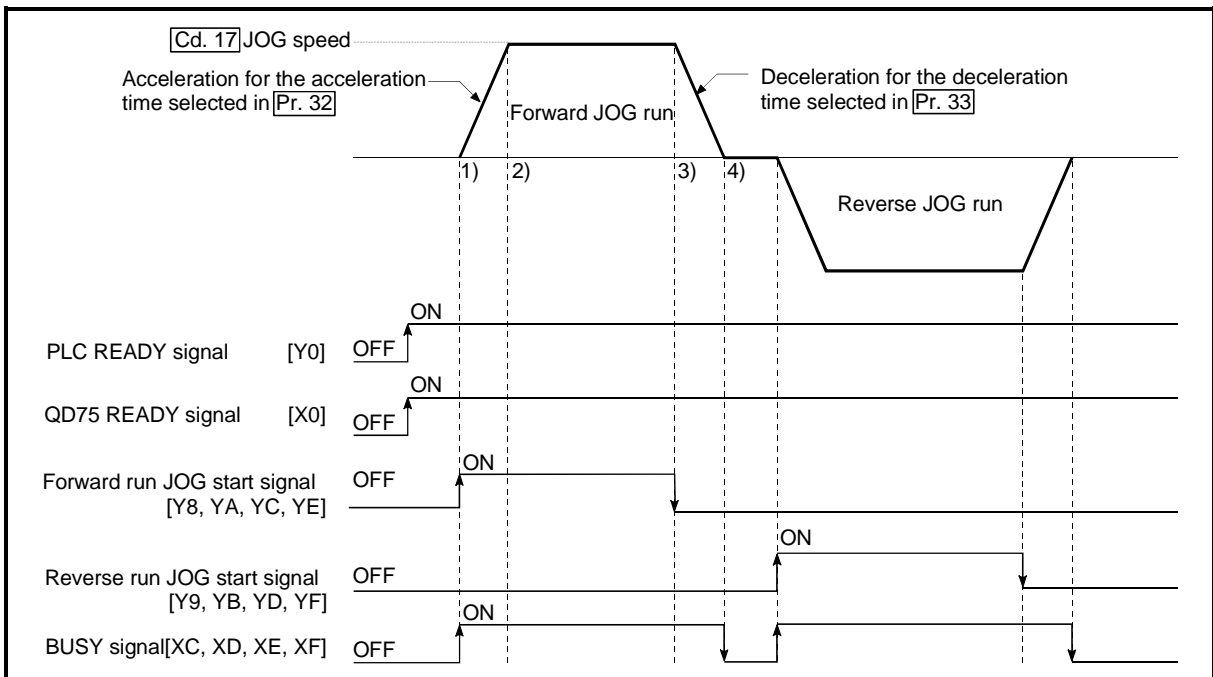 Cd. 17 JOG speed
Acceleration for the acceleration
time selected in Pr. 32
Deceleration for the deceleration
time selected in Pr. 33
Forward JOG run
1) 2) 3) 4)
Reverse JOG run
ON
PLC READY signal [Y0] OFF
ON
QD75 READY signal [X0] OFF
ON
Forward run JOG start signal OFF
[Y8, YA, YC, YE]
ON
Reverse run JOG start signal OFF
[Y9, YB, YD, YF]
ON
BUSY signal[XC, XD, XE, XF] OFF